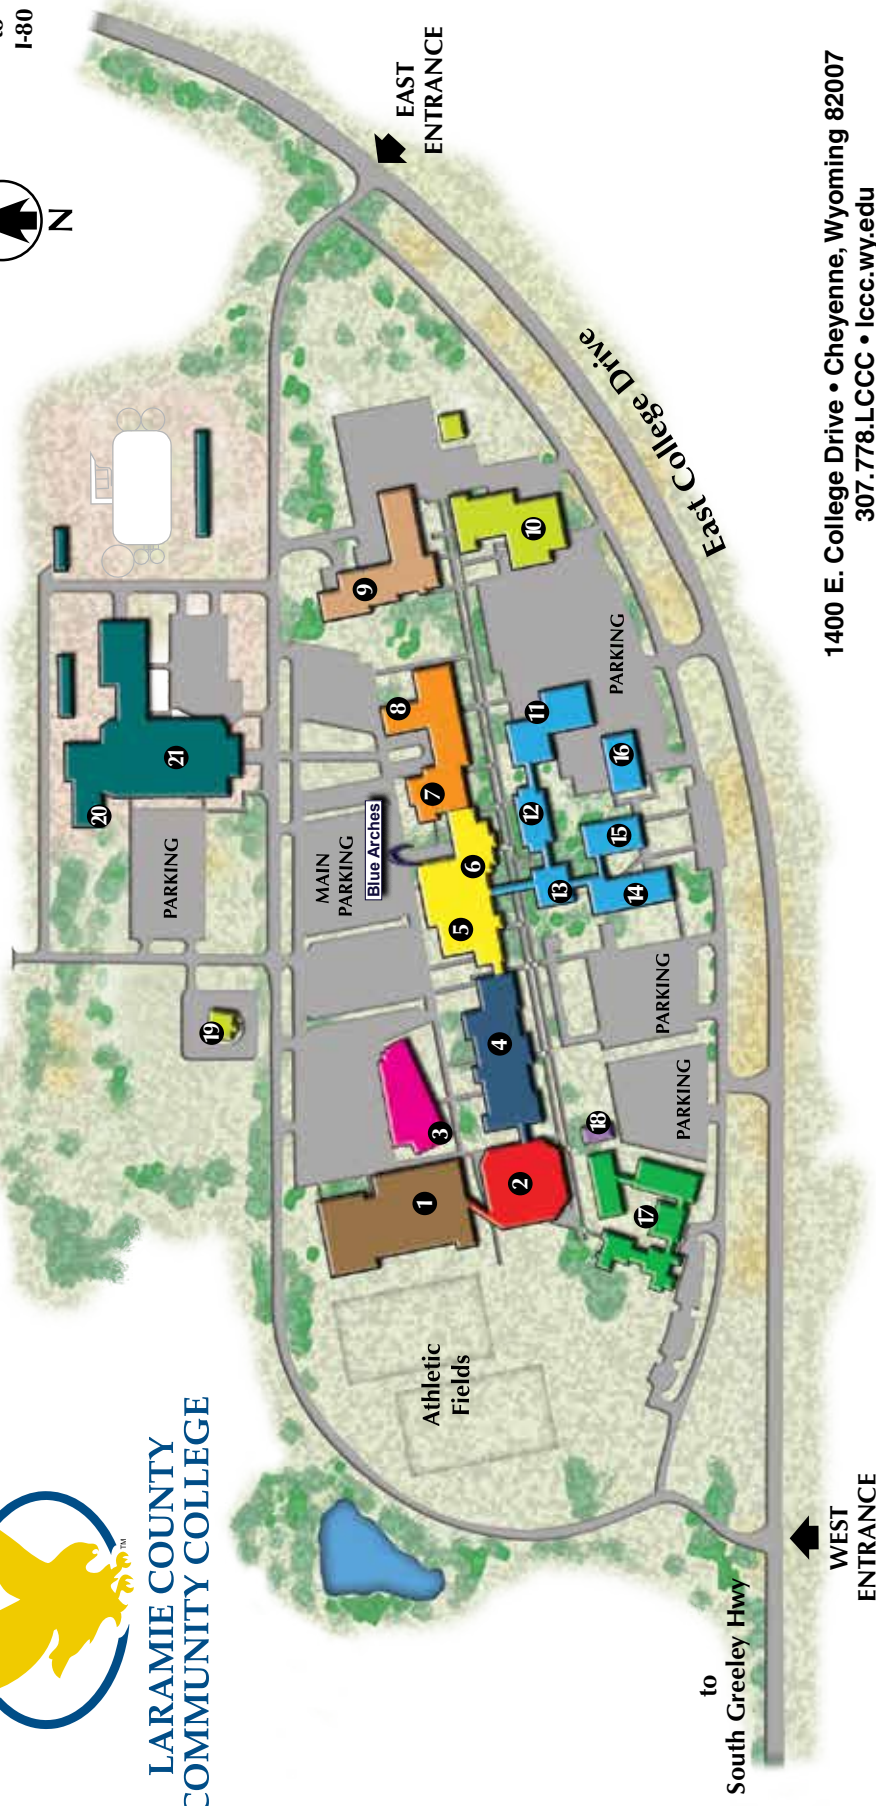 to
I-80
N
EAST
ENTRANCE
East College Drive
1400 E. College Drive • Cheyenne, Wyoming 82007
307.778.LCCC • lccc.wy.edu
LARAMIE COUNTY
COMMUNITY COLLEGE
TM
20
21
PARKING
19
MAIN
PARKING
Blue Arches
9
10
8
7
6
5
4
3
2
1
11
12
13
14
15
16
PARKING
PARKING
PARKING
18
17
Athletic
Fields
WEST
ENTRANCE
to
South Greeley Hwy